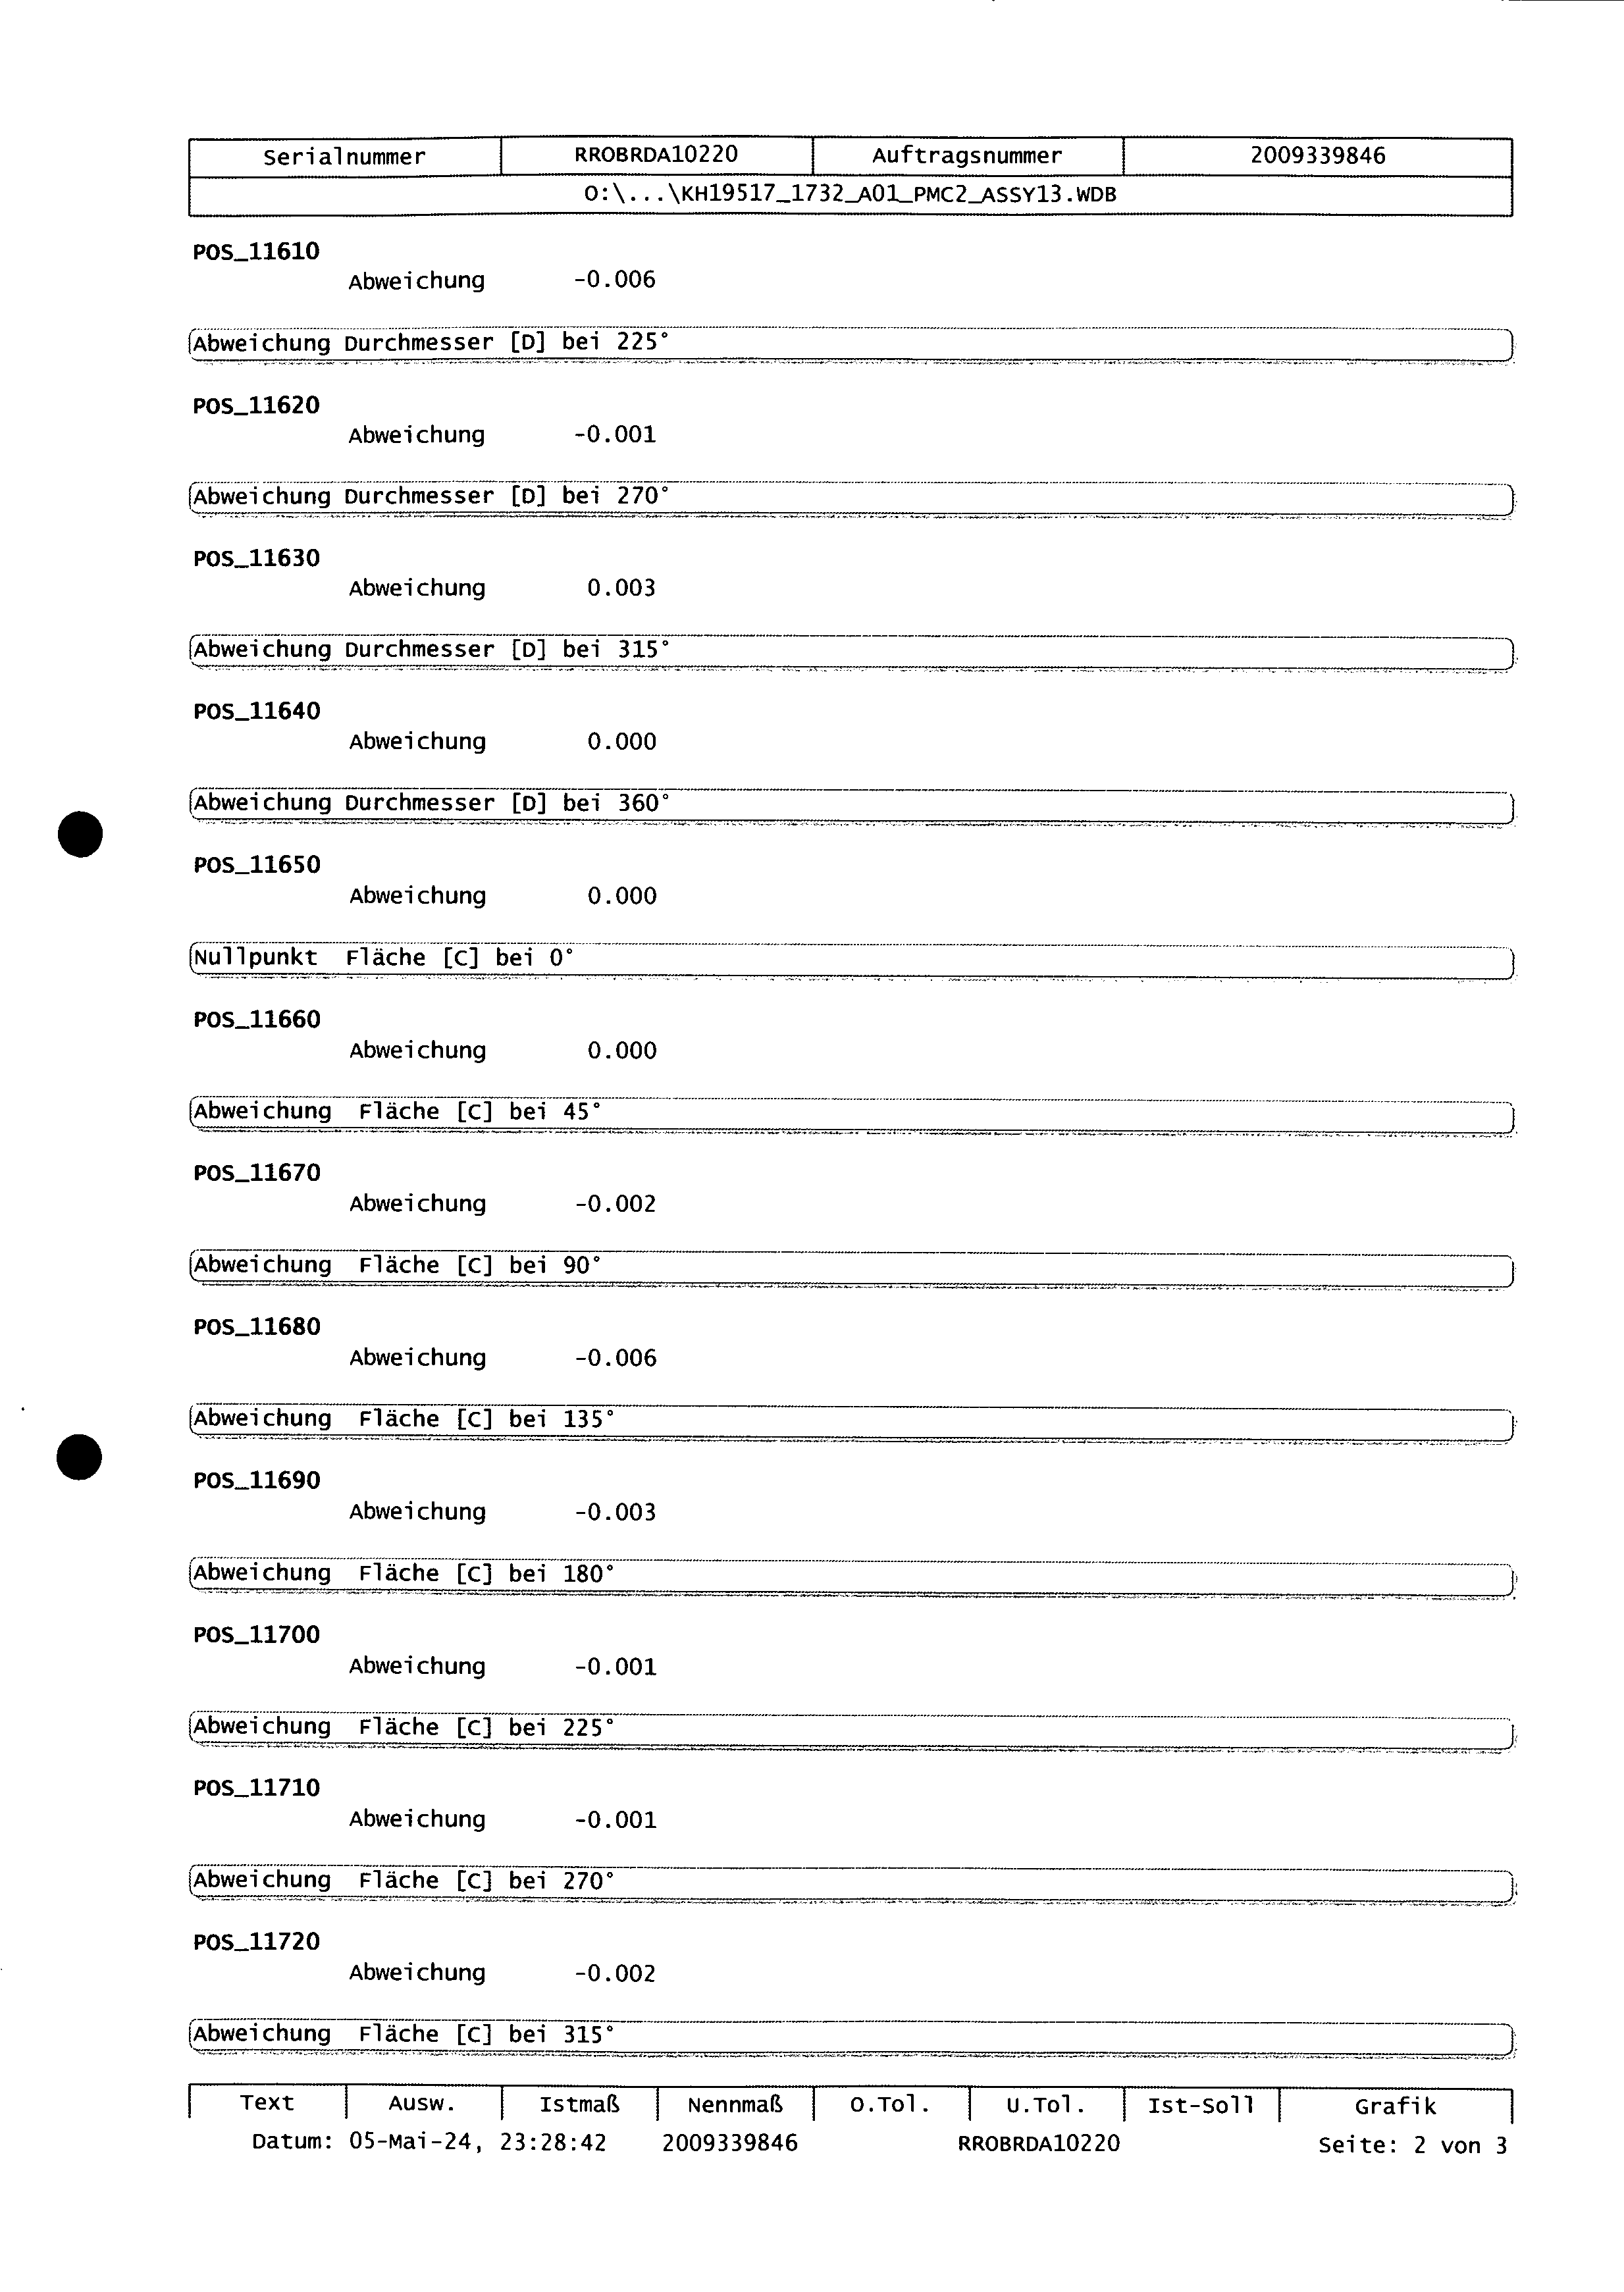 Serialnummer RROBRDA10220 Auftragsnummer 2009339846
O:\...\KH19517_1732_A01_PMC2_ASSY13.WDB
POS_11610
Abweichung -0.006
Abweichung Durchmesser [D] bei 225°
POS_11620
Abweichung -0.001
Abweichung Durchmesser [D] bei 270°
POS_11630
Abweichung 0.003
Abweichung Durchmesser [D] bei 315°
POS_11640
Abweichung 0.000
Abweichung Durchmesser [D] bei 360°
POS_11650
Abweichung 0.000
Nullpunkt Fläche [C] bei 0°
POS_11660
Abweichung 0.000
Abweichung Fläche [C] bei 45°
POS_11670
Abweichung -0.002
Abweichung Fläche [C] bei 90°
POS_11680
Abweichung -0.006
Abweichung Fläche [C] bei 135°
POS_11690
Abweichung -0.003
Abweichung Fläche [C] bei 180°
POS_11700
Abweichung -0.001
Abweichung Fläche [C] bei 225°
POS_11710
Abweichung -0.001
Abweichung Fläche [C] bei 270°
POS_11720
Abweichung -0.002
Abweichung Fläche [C] bei 315°
Text Ausw. Istmaß Nennmaß O.Tol. U.Tol. Ist-Soll Grafik
Datum: 05-Mai-24, 23:28:42 2009339846 RROBRDA10220 Seite: 2 von 3